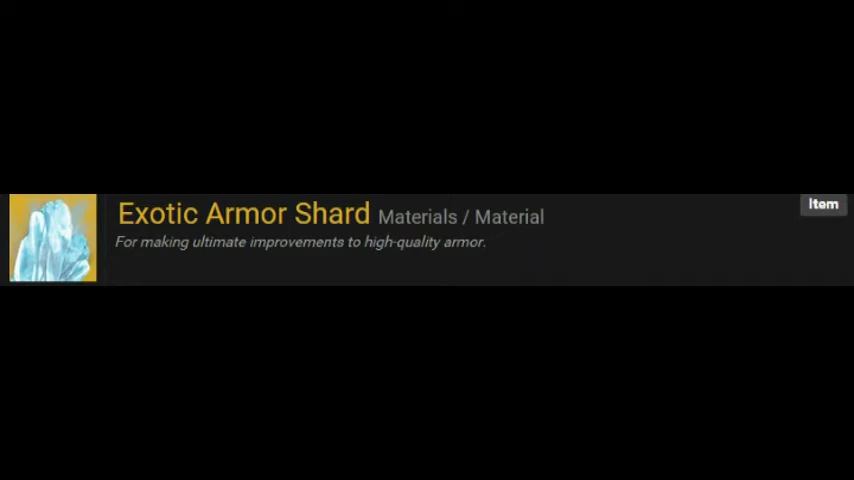 Exotic Armor Shard Materials / Material
Item
For making ultimate improvements to high-quality armor.